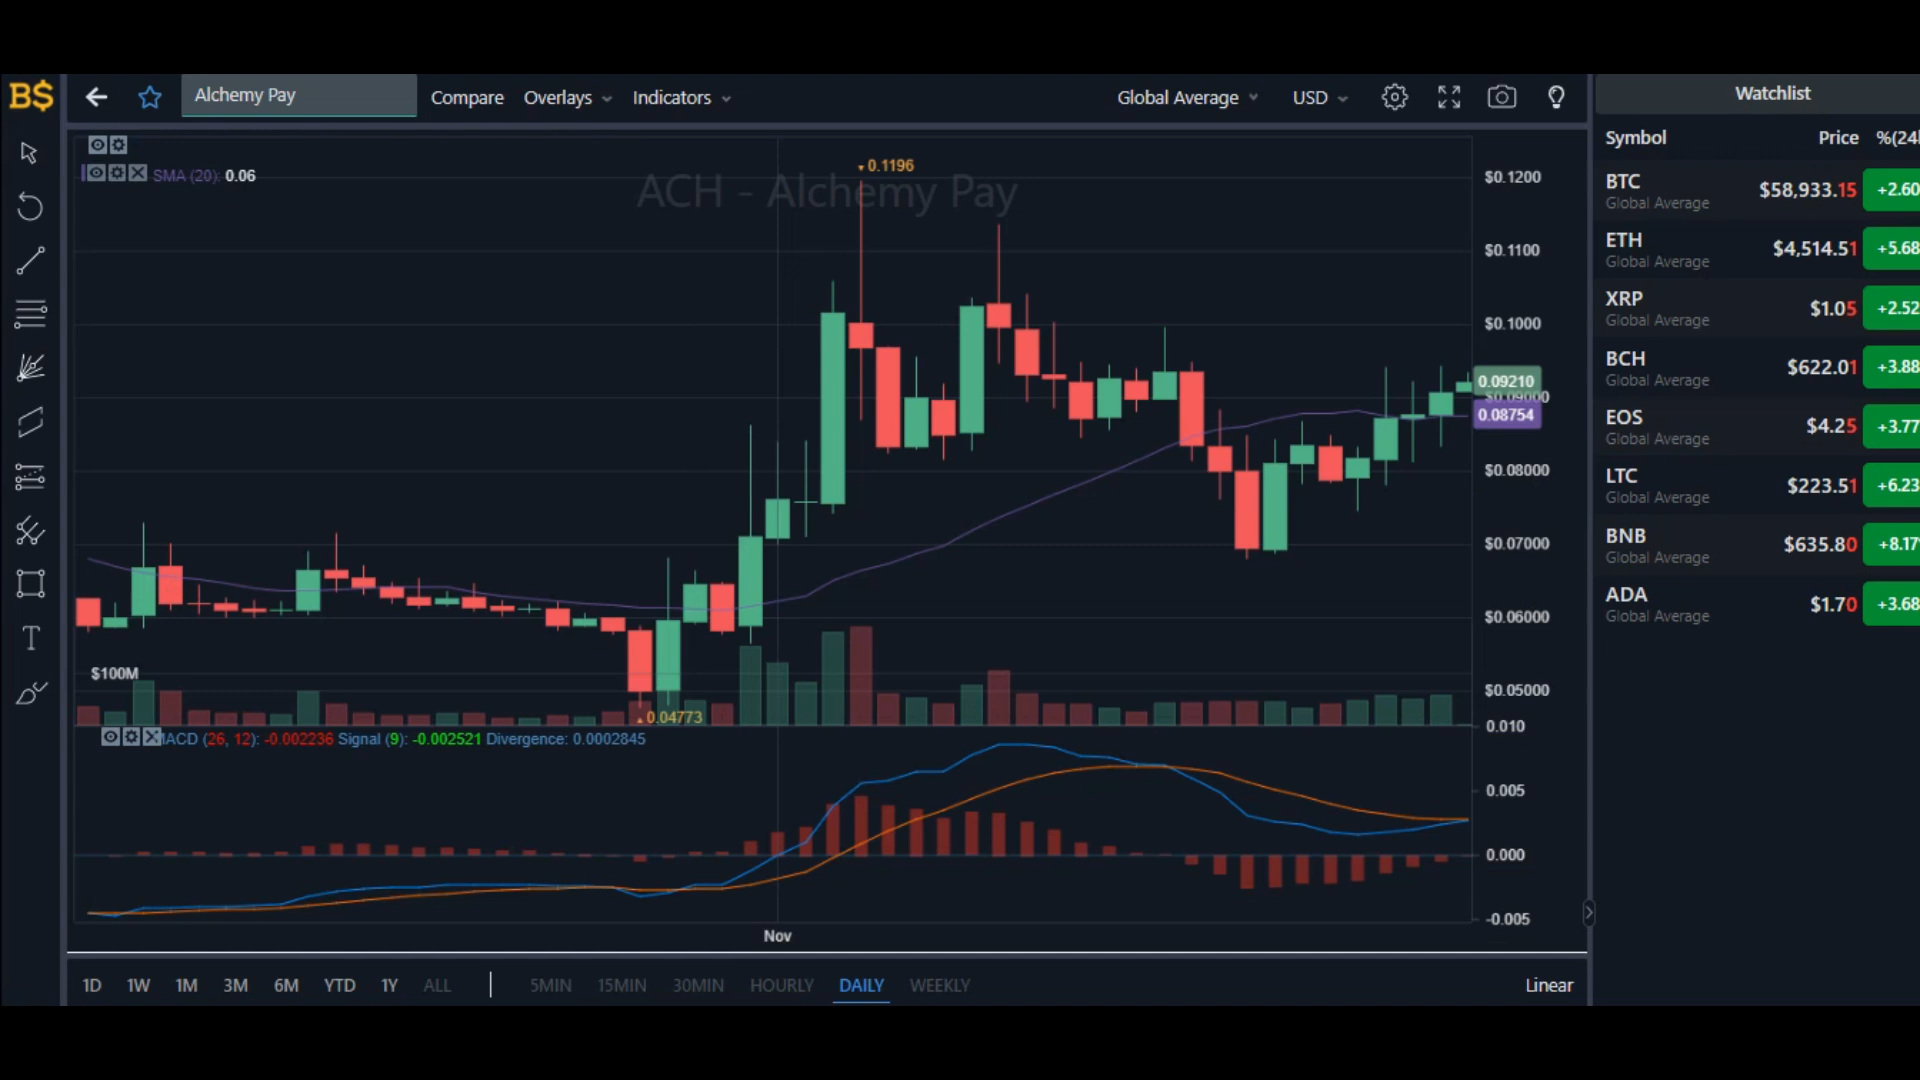 B$
Alchemy Pay Compare Overlays Indicators Global Average USD
SMA (20): 0.06
ACH - Alchemy Pay
0.1196
0.04773
$100M
$0.1200
$0.1100
$0.1000
0.09210
$0.09000
0.08754
$0.08000
$0.07000
$0.06000
$0.05000
MACD (26, 12): -0.002236 Signal (9): -0.002521 Divergence: 0.0002845
0.010
0.005
0.000
-0.005
Nov
1D 1W 1M 3M 6M YTD 1Y ALL 5MIN 15MIN 30MIN HOURLY DAILY WEEKLY Linear
T
Watchlist
Symbol Price %(24
BTC $58,933.15 +2.60
Global Average
ETH $4,514.51 +5.68
Global Average
XRP $1.05 +2.52
Global Average
BCH $622.01 +3.88
Global Average
EOS $4.25 +3.77
Global Average
LTC $223.51 +6.23
Global Average
BNB $635.80 +8.17
Global Average
ADA $1.70 +3.68
Global Average